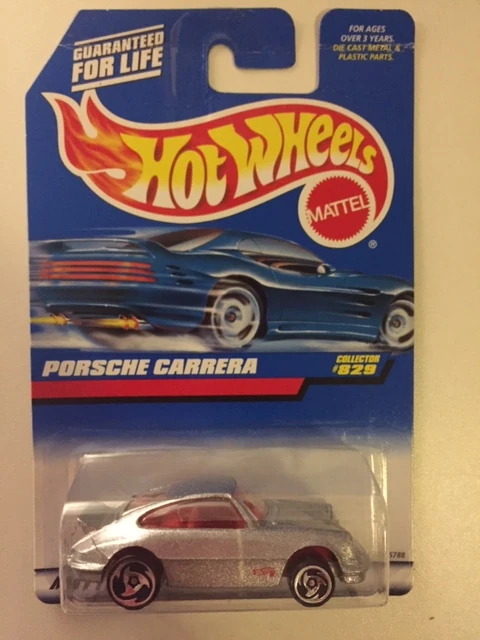 GUARANTEED
FOR LIFE
FOR AGES
OVER 3 YEARS.
DIE CAST METAL &
PLASTIC PARTS.
HOT WHEELS
MATTEL
®
PORSCHE CARRERA
COLLECTOR
#829